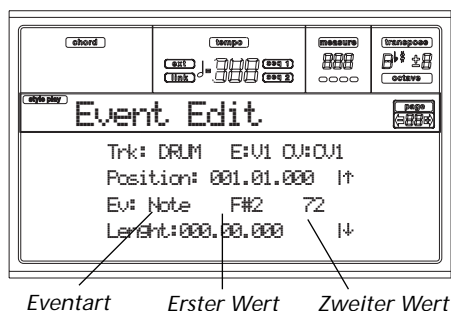 chord tempo measure transpose
ext seq 1
link seq 2
octave
style play Event Edit page
Trk: DRUM E:V1 CV:CV1
Position: 001.01.000
Ev: Note F#2 72
Lenght:000.00.000
Eventart Erster Wert Zweiter Wert